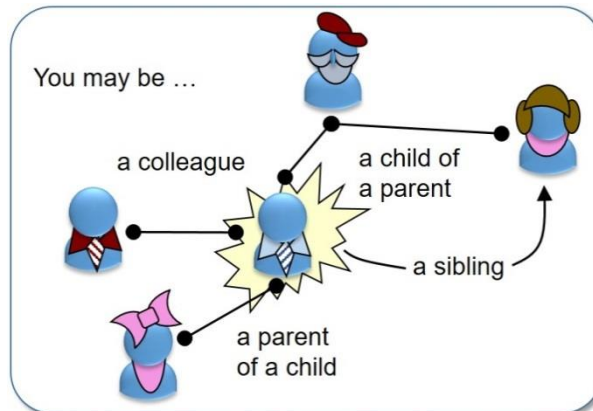 You may be …
a colleague
a child of
a parent
a sibling
a parent
of a child